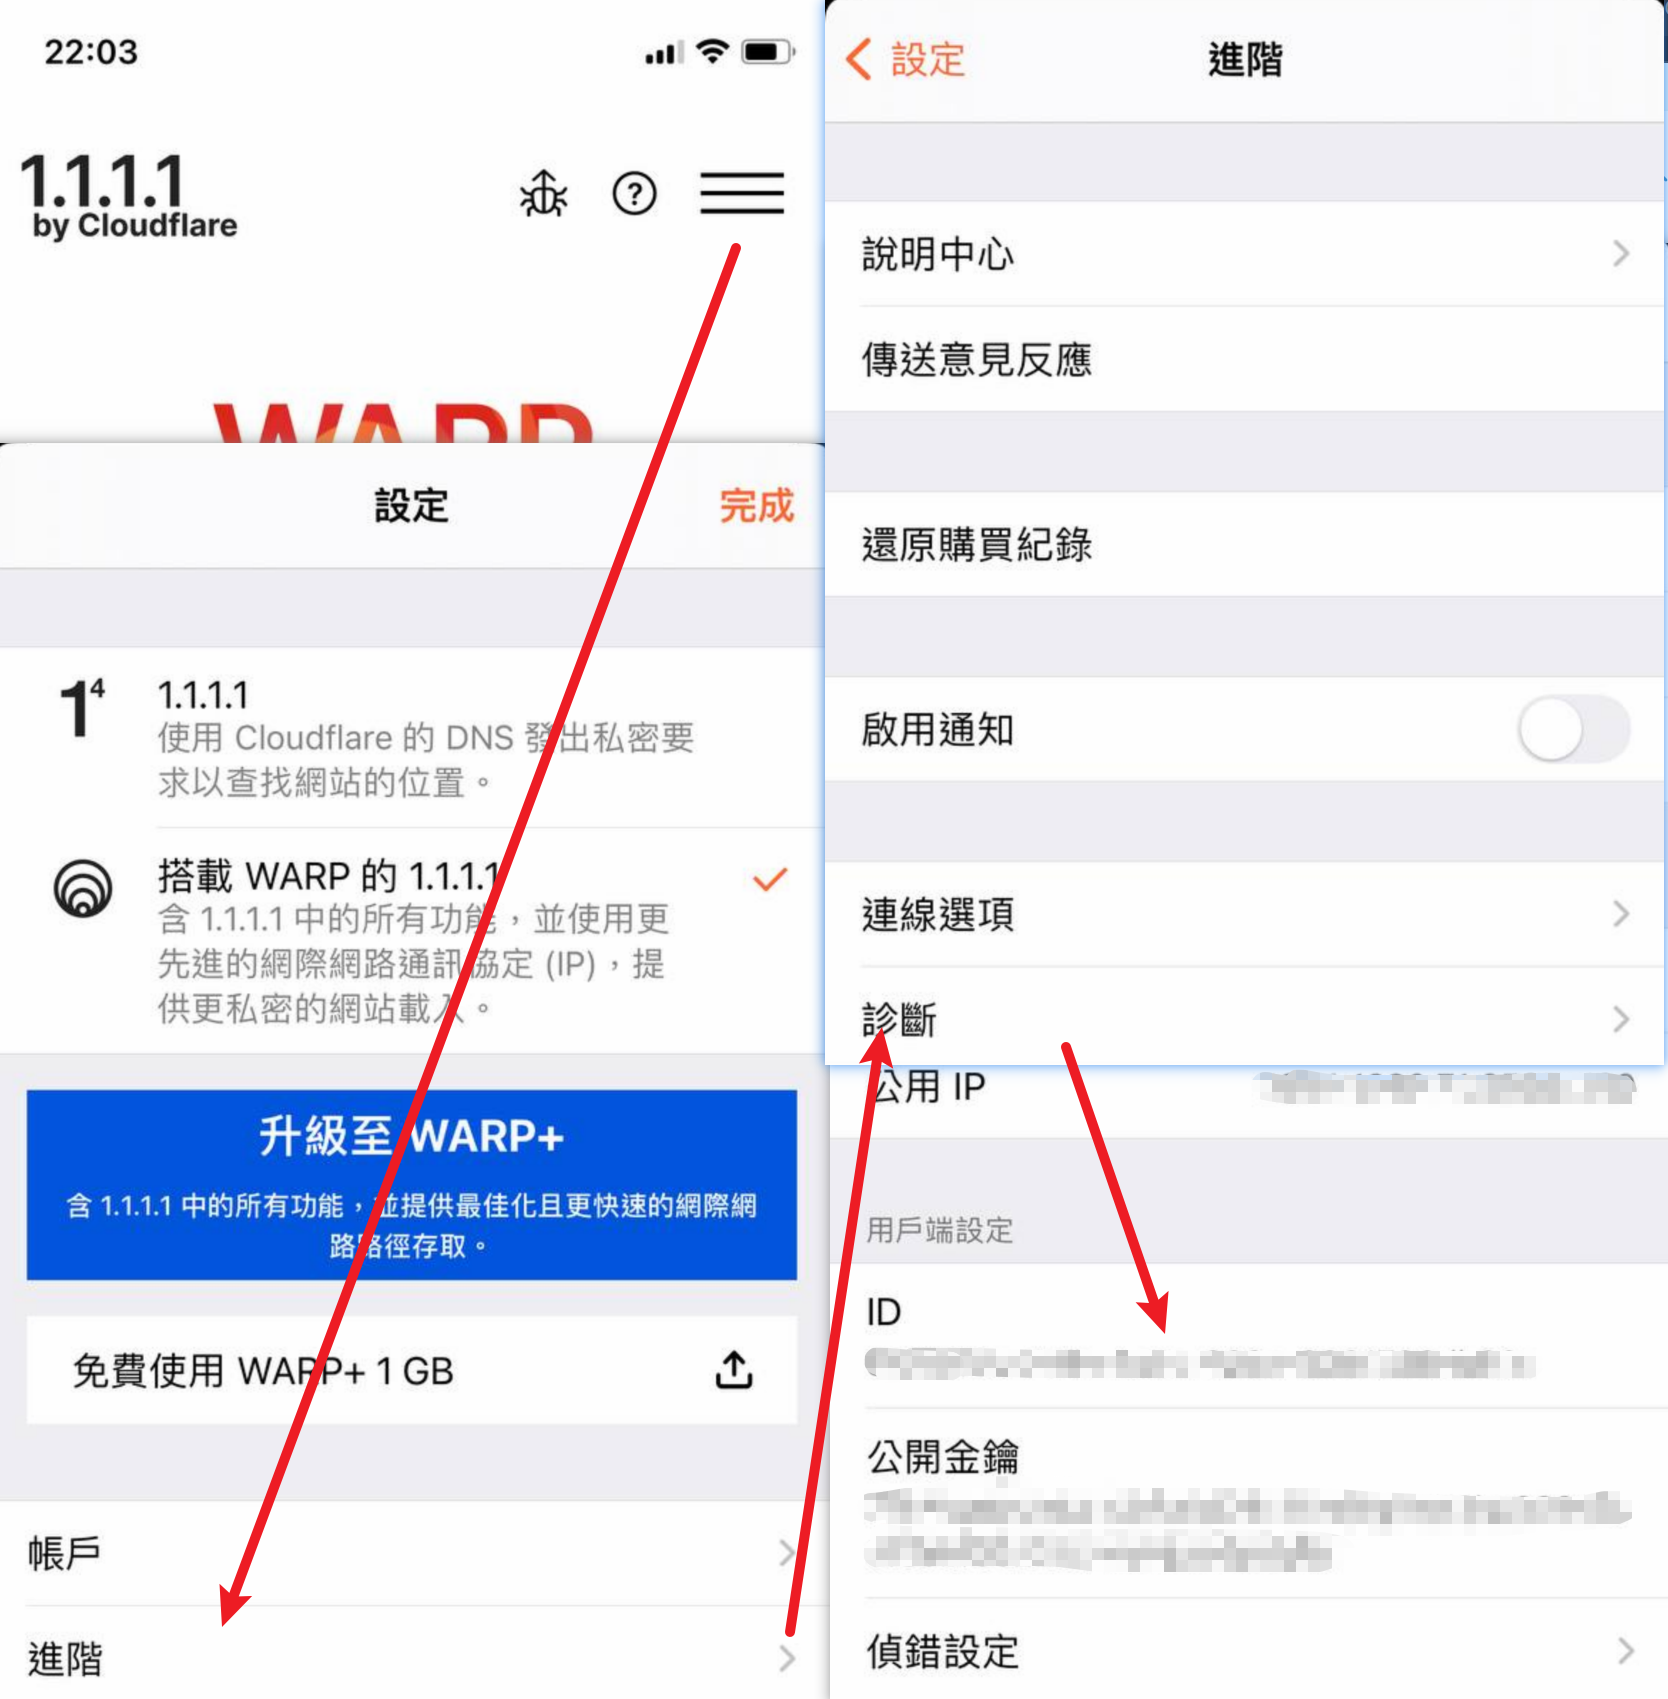 22:03
1.1.1.1
by Cloudflare
WARP
設定
完成
1⁴
1.1.1.1
使用 Cloudflare 的 DNS 發出私密要
求以查找網站的位置。
搭載 WARP 的 1.1.1.1
含 1.1.1.1 中的所有功能，並使用更
先進的網際網路通訊協定 (IP)，提
供更私密的網站載入。
升級至 WARP+
含 1.1.1.1 中的所有功能，並提供最佳化且更快速的網際網
路路徑存取。
免費使用 WARP+ 1 GB
帳戶
進階
設定
進階
說明中心
傳送意見反應
還原購買紀錄
啟用通知
連線選項
診斷
公用 IP
用戶端設定
ID
公開金鑰
偵錯設定